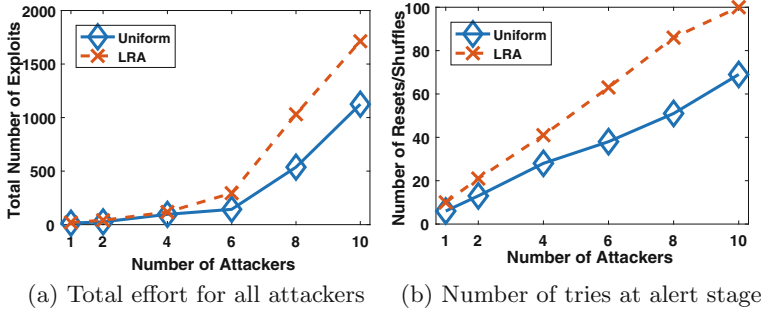 2000
1500
1000
500
0
Total Number of Exploits
Uniform
LRA
1 2 4 6 8 10
Number of Attackers
(a) Total effort for all attackers
100
80
60
40
20
0
Number of Resets/Shuffles
Uniform
LRA
1 2 4 6 8 10
Number of Attackers
(b) Number of tries at alert stage